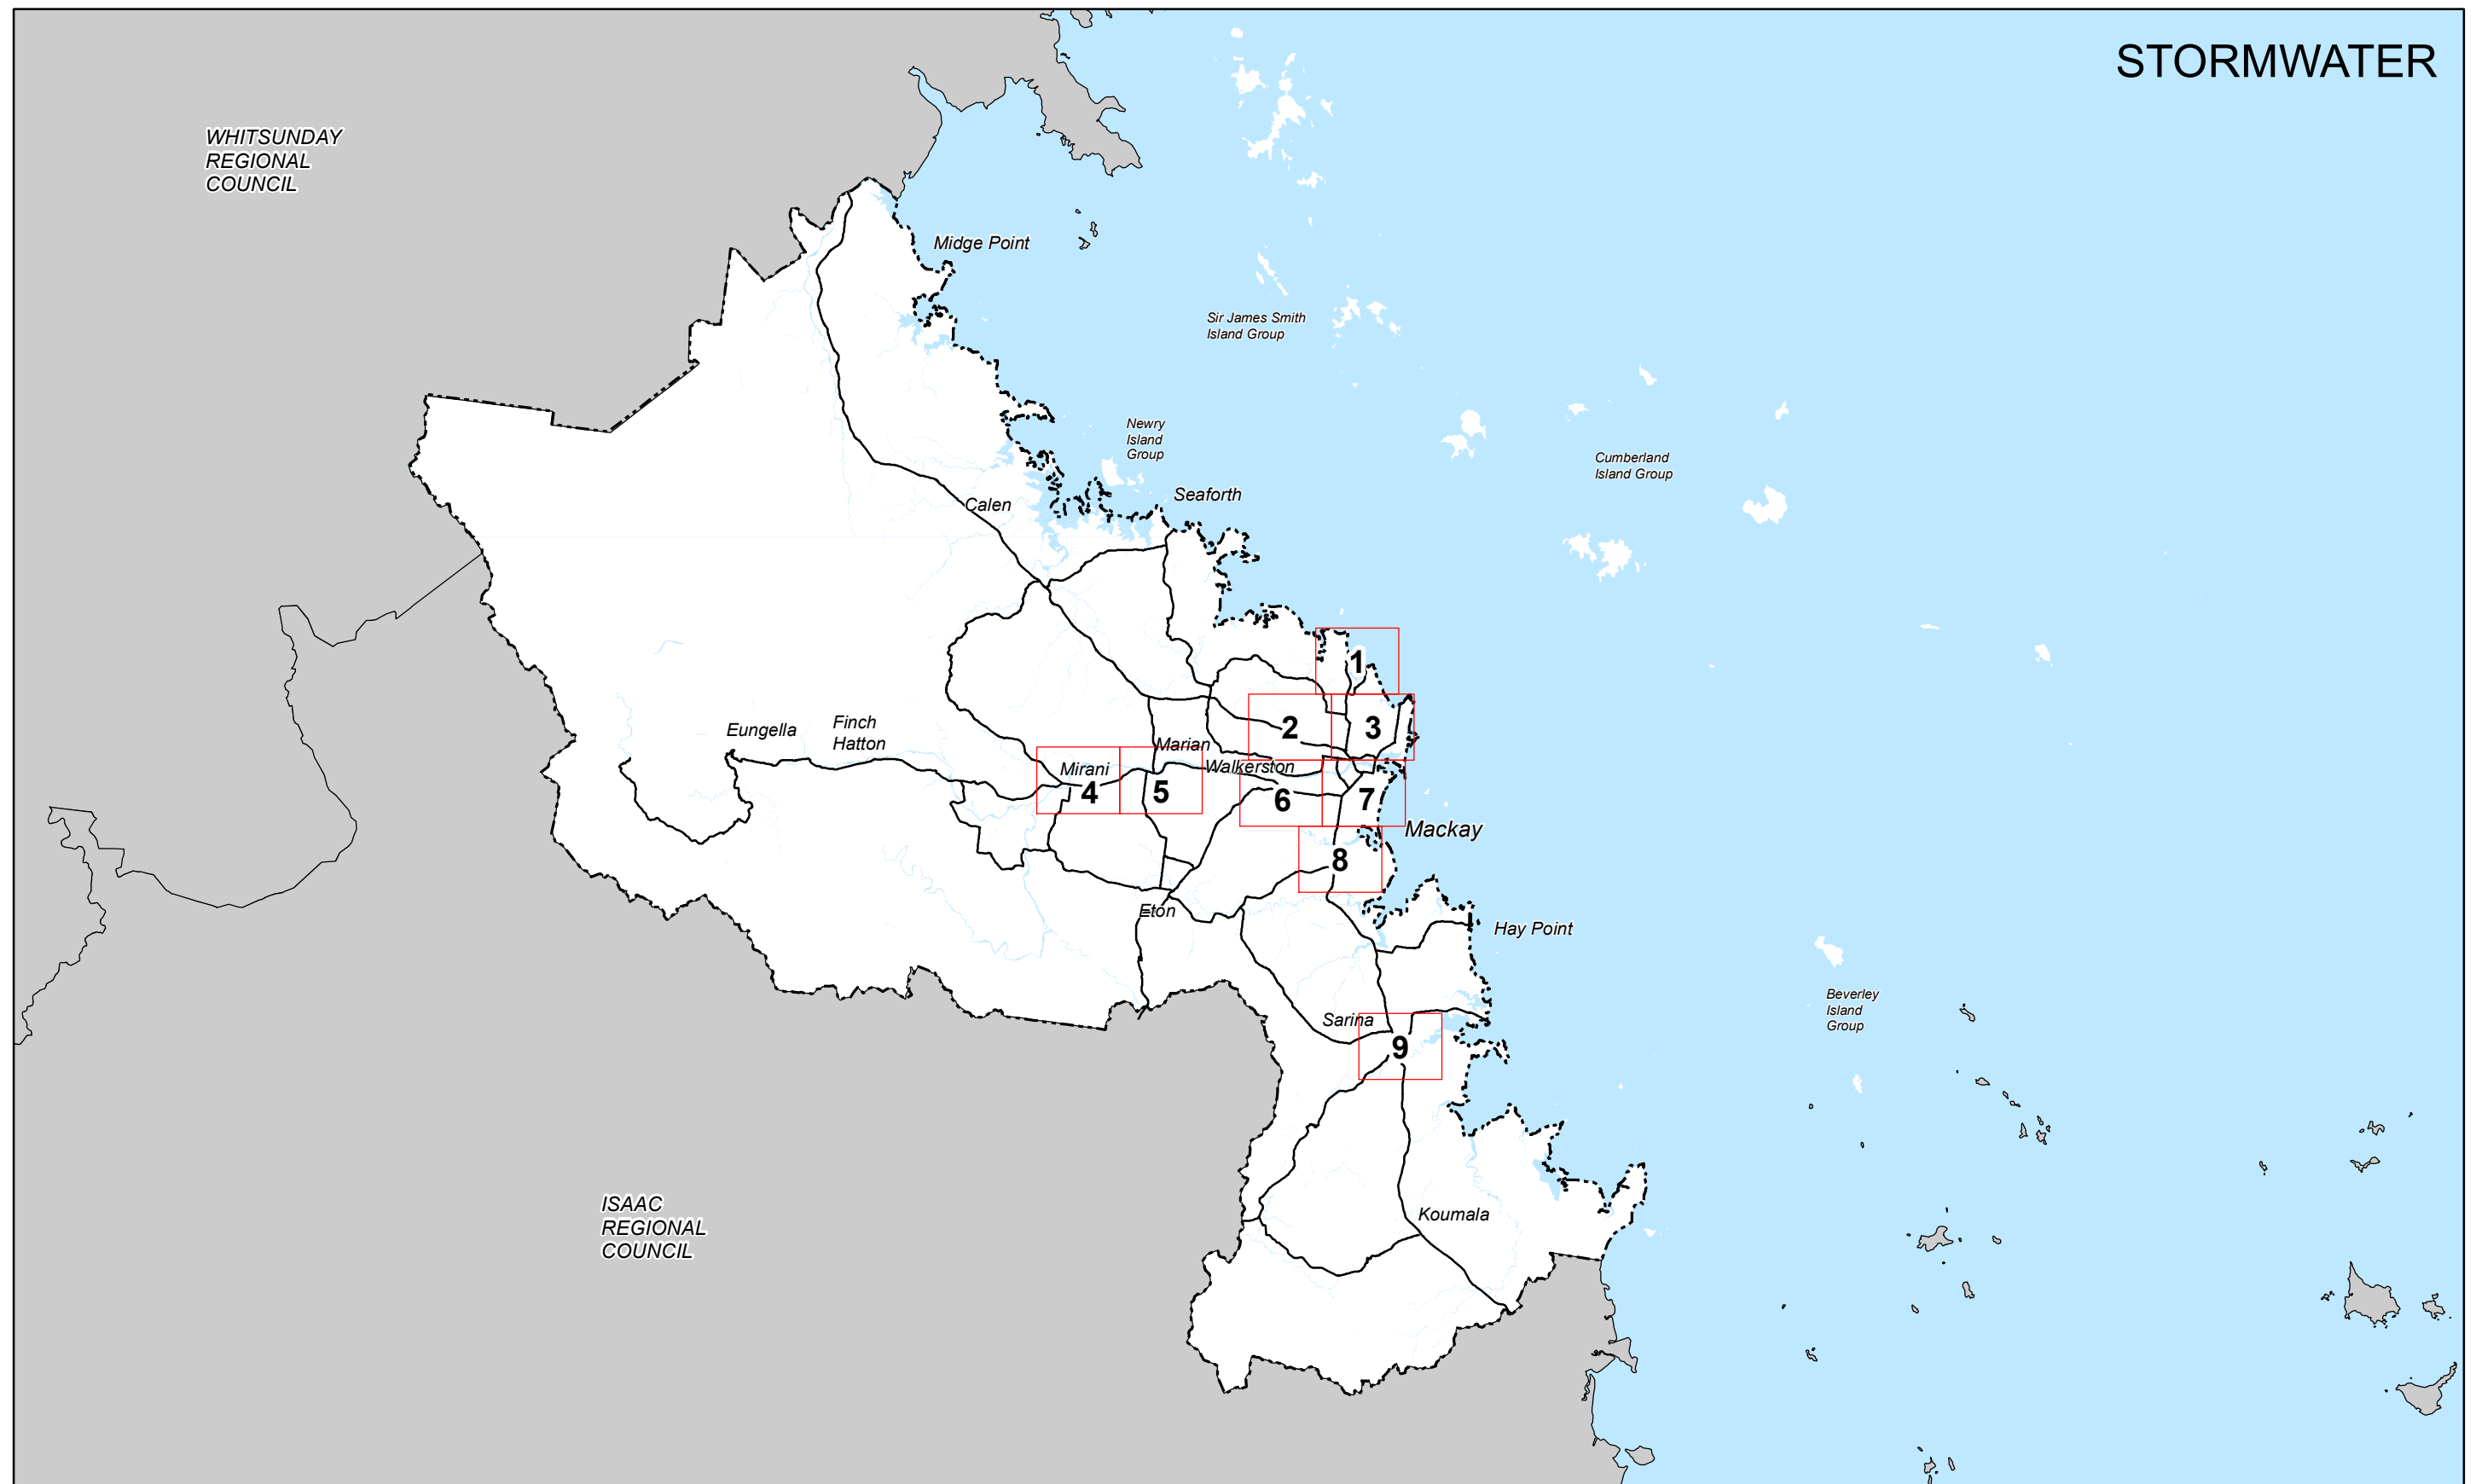 STORMWATER
WHITSUNDAY
REGIONAL
COUNCIL
Midge Point
Sir James Smith
Island Group
Newry
Island
Group
Cumberland
Island Group
Seaforth
Calen
1
Eungella
Finch
Hatton
2
3
Marian
Mirani
Walkerston
4
5
6
7
Mackay
8
Eton
Hay Point
Beverley
Island
Group
Sarina
9
ISAAC
REGIONAL
COUNCIL
Koumala